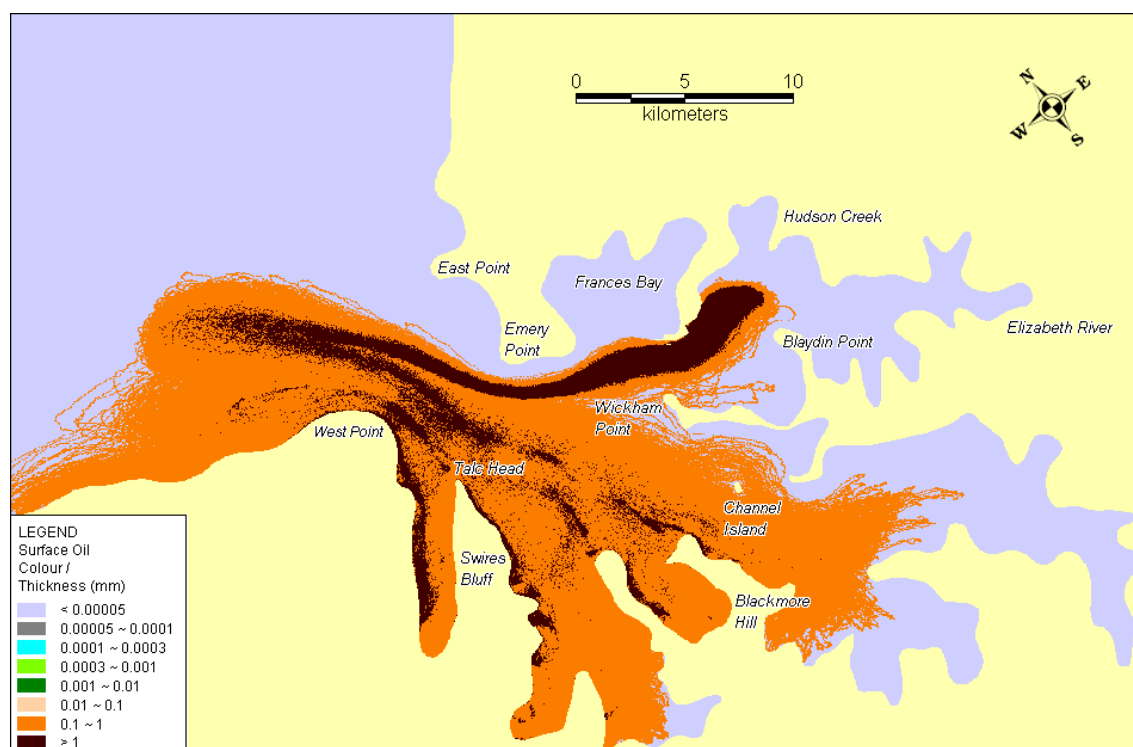 0 5 10
kilometers
N E
W S
Hudson Creek
East Point
Frances Bay
Elizabeth River
Emery
Point
Blaydin Point
Wickham
Point
West Point
Talc Head
Channel
Island
Swires
Bluff
Blackmore
Hill
LEGEND
Surface Oil
Colour /
Thickness (mm)
< 0.00005
0.00005 ~ 0.0001
0.0001 ~ 0.0003
0.0003 ~ 0.001
0.001 ~ 0.01
0.01 ~ 0.1
0.1 ~ 1
> 1